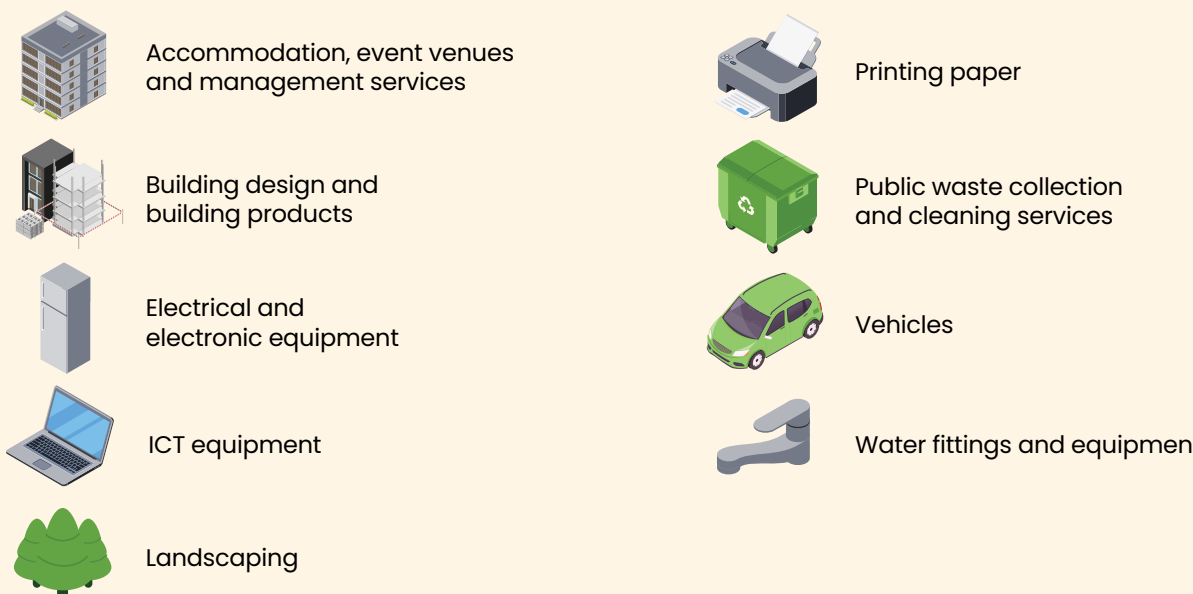 Accommodation, event venues
and management services
Building design and
building products
Electrical and
electronic equipment
ICT equipment
Landscaping
Printing paper
Public waste collection
and cleaning services
Vehicles
Water fittings and equipmen